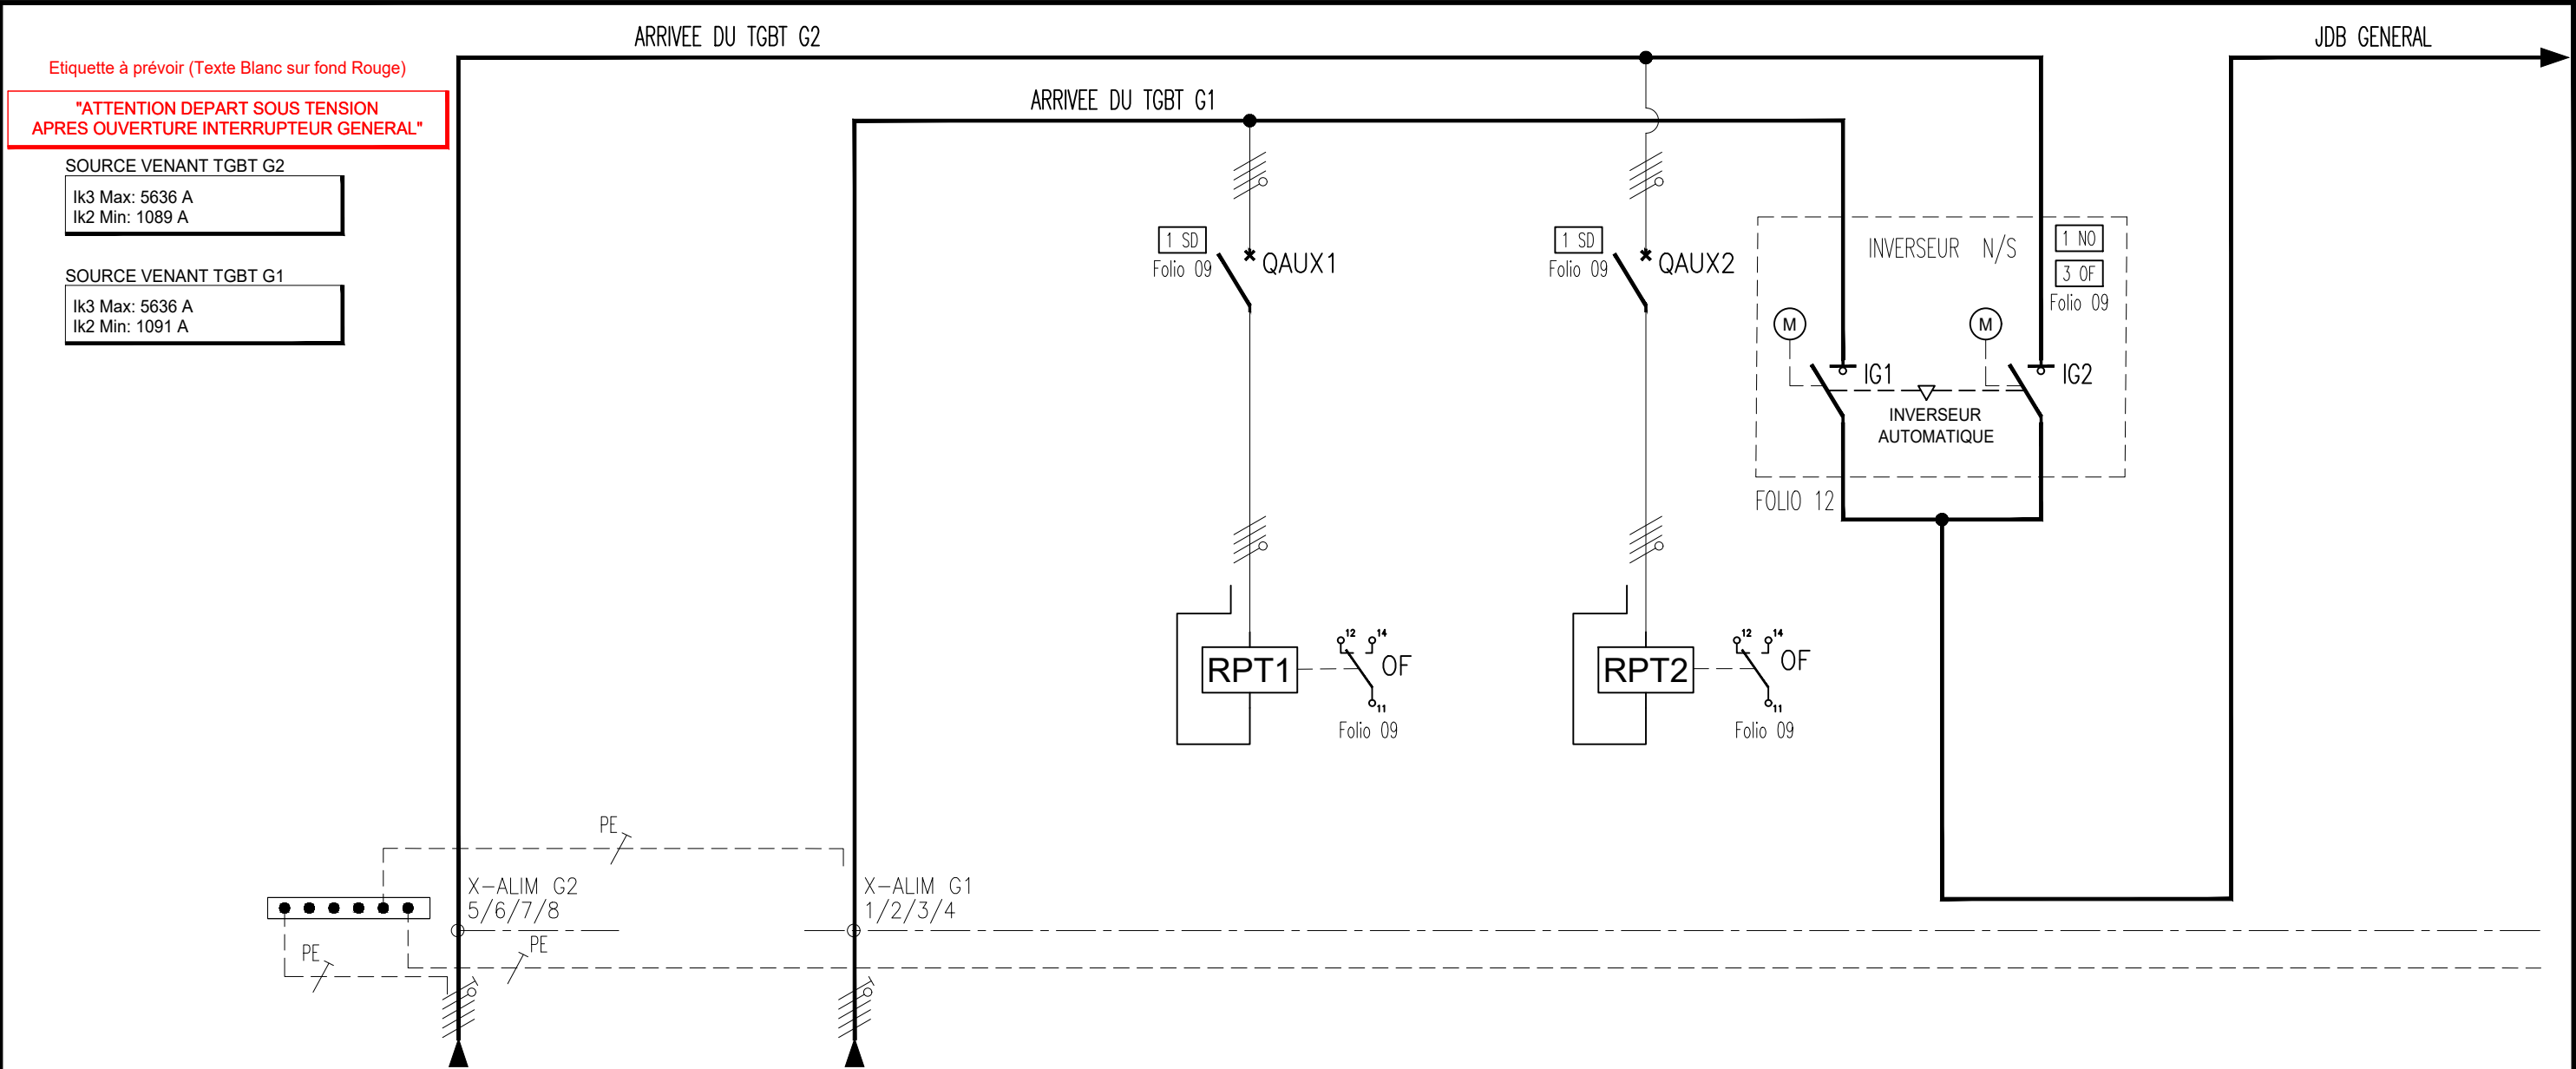 ARRIVEE DU TGBT G2
JDB GENERAL
Etiquette à prévoir (Texte Blanc sur fond Rouge)
"ATTENTION DEPART SOUS TENSION
APRES OUVERTURE INTERRUPTEUR GENERAL"
ARRIVEE DU TGBT G1
SOURCE VENANT TGBT G2
Ik3 Max: 5636 A
Ik2 Min: 1089 A
SOURCE VENANT TGBT G1
Ik3 Max: 5636 A
Ik2 Min: 1091 A
1 SD
Folio 09
QAUX1
1 SD
Folio 09
QAUX2
INVERSEUR N/S
1 NO
3 OF
Folio 09
M
M
IG1
IG2
INVERSEUR
AUTOMATIQUE
FOLIO 12
RPT1
12
14
OF
11
Folio 09
RPT2
12
14
OF
11
Folio 09
PE
X-ALIM G2
5/6/7/8
X-ALIM G1
1/2/3/4
PE
PE